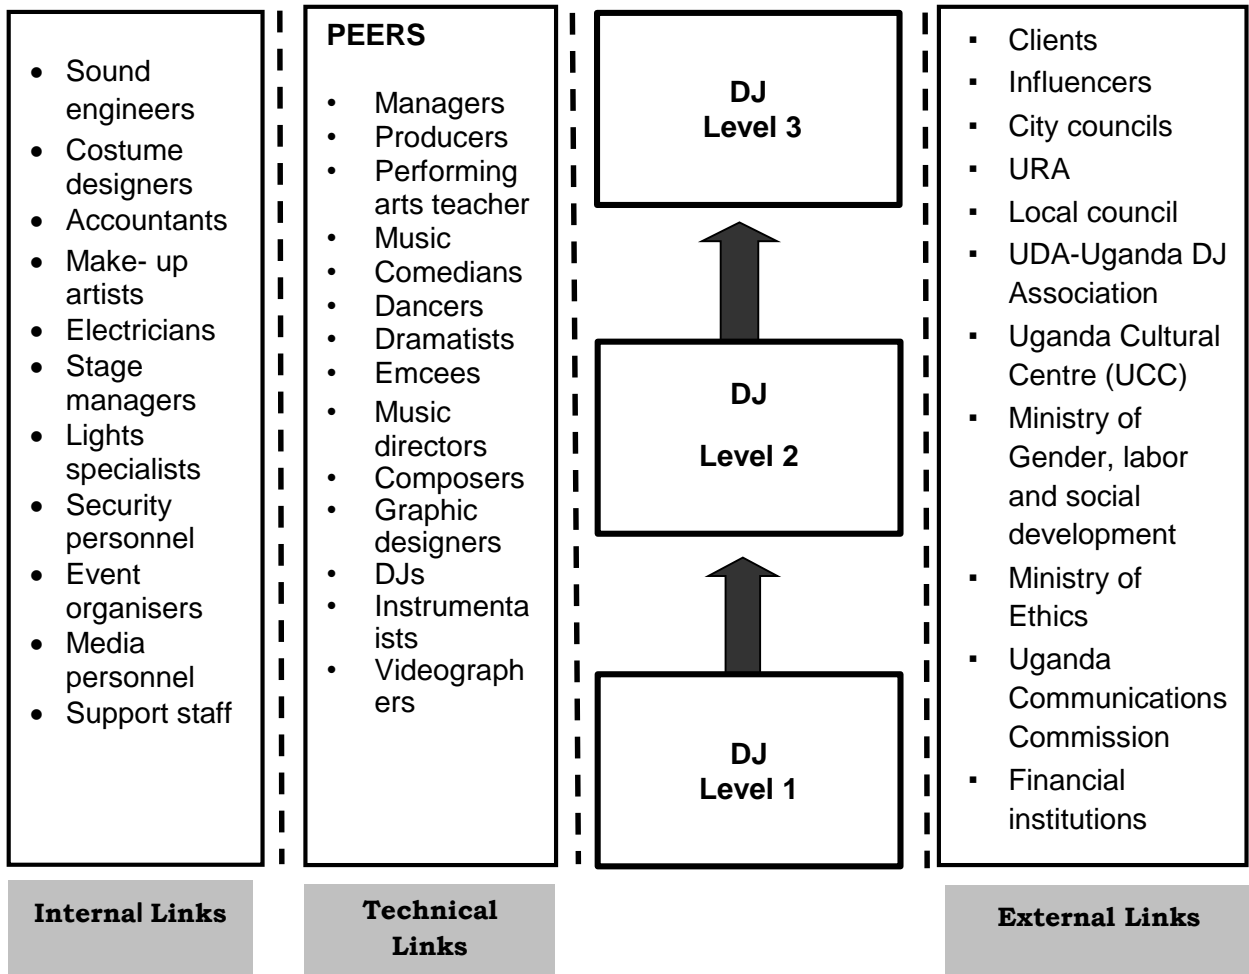 • Sound
engineers
• Costume
designers
• Accountants
• Make- up
artists
• Electricians
• Stage
managers
• Lights
specialists
• Security
personnel
• Event
organisers
• Media
personnel
• Support staff
Internal Links
PEERS
• Managers
• Producers
• Performing
arts teacher
• Music
• Comedians
• Dancers
• Dramatists
• Emcees
• Music
directors
• Composers
• Graphic
designers
• DJs
• Instrumenta
ists
• Videograph
ers
Technical
Links
DJ
Level 3
DJ
Level 2
DJ
Level 1
▪ Clients
▪ Influencers
▪ City councils
▪ URA
▪ Local council
▪ UDA-Uganda DJ
Association
▪ Uganda Cultural
Centre (UCC)
▪ Ministry of
Gender, labor
and social
development
▪ Ministry of
Ethics
▪ Uganda
Communications
Commission
▪ Financial
institutions
External Links